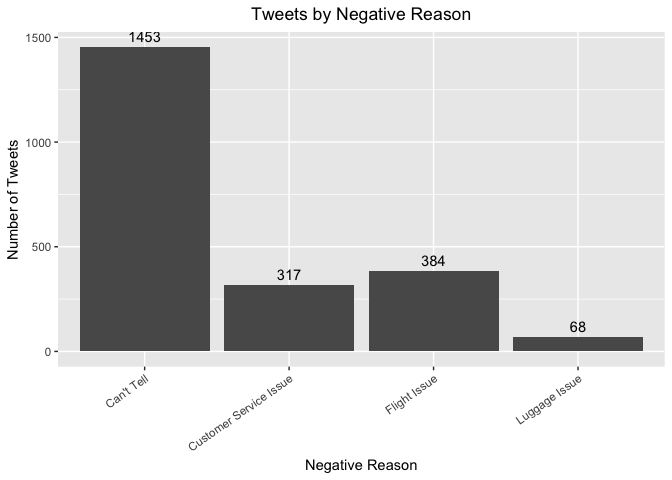 Tweets by Negative Reason
Number of Tweets
1500
1000
500
0
1453
317
384
68
Can't Tell
Customer Service Issue
Flight Issue
Luggage Issue
Negative Reason